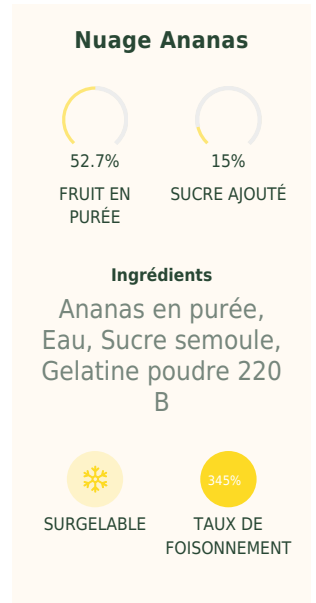 Nuage Ananas
52.7%
15%
FRUIT EN
PURÉE
SUCRE AJOUTÉ
Ingrédients
Ananas en purée,
Eau, Sucre semoule,
Gelatine poudre 220
B
345%
SURGELABLE
TAUX DE
FOISONNEMENT